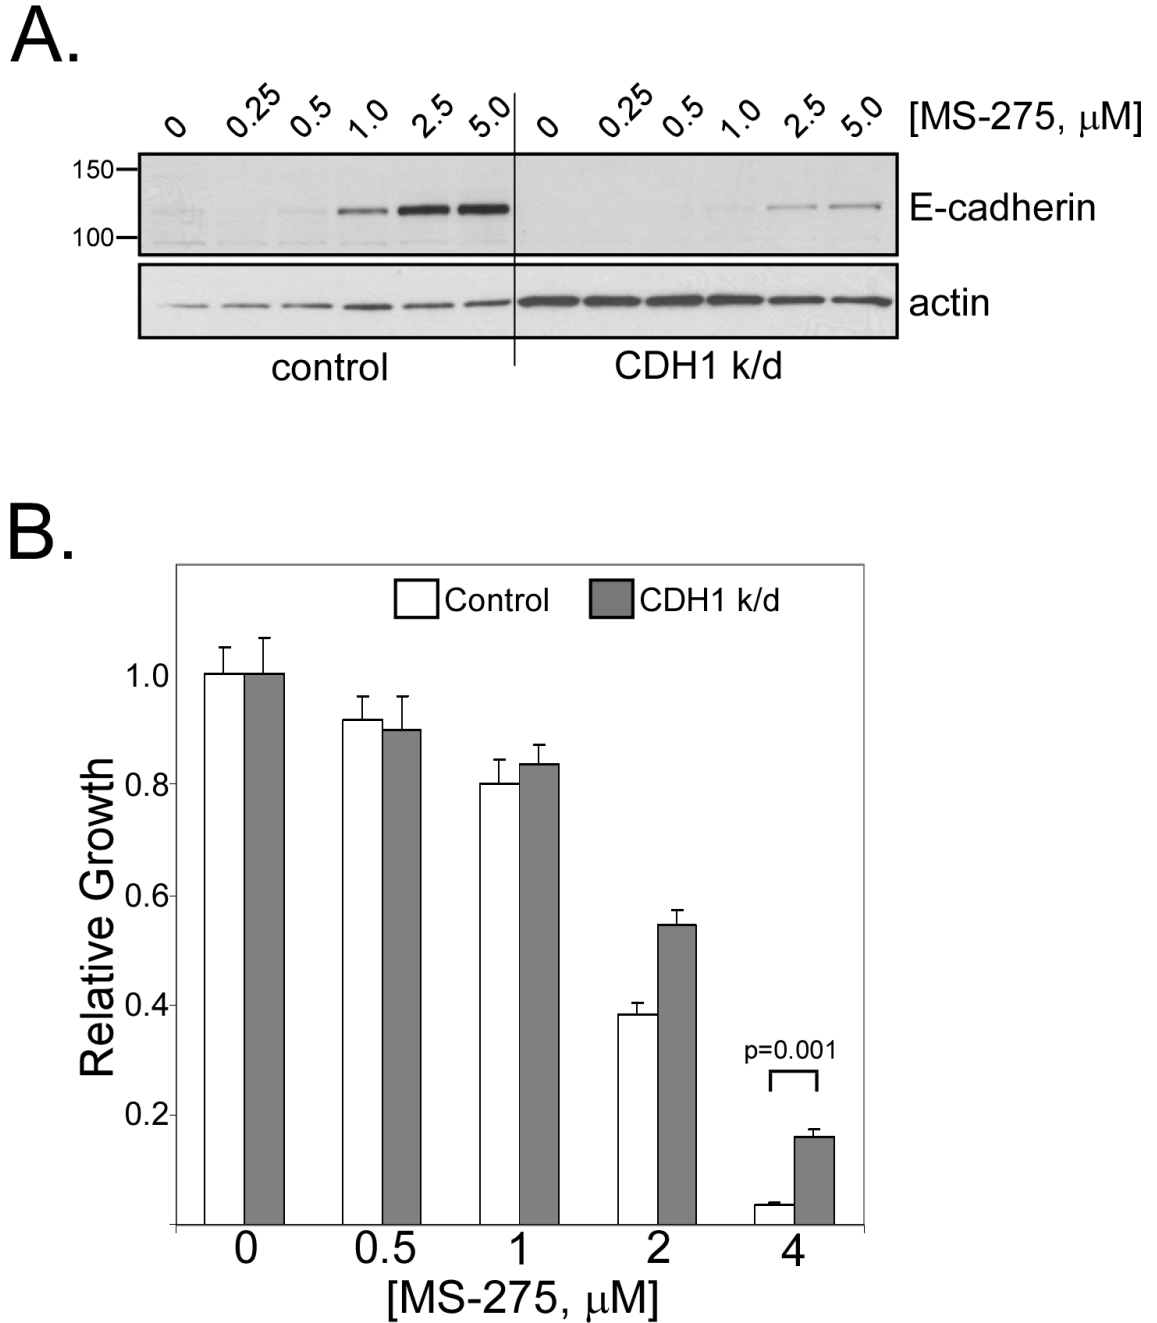 A.
0 0.25 0.5 1.0 2.5 5.0 0 0.25 0.5 1.0 2.5 5.0 [MS-275, µM]
150
E-cadherin
100
actin
control CDH1 k/d
B.
Control CDH1 k/d
1.0
0.8
0.6
0.4
0.2
Relative Growth
p=0.001
0 0.5 1 2 4
[MS-275, µM]